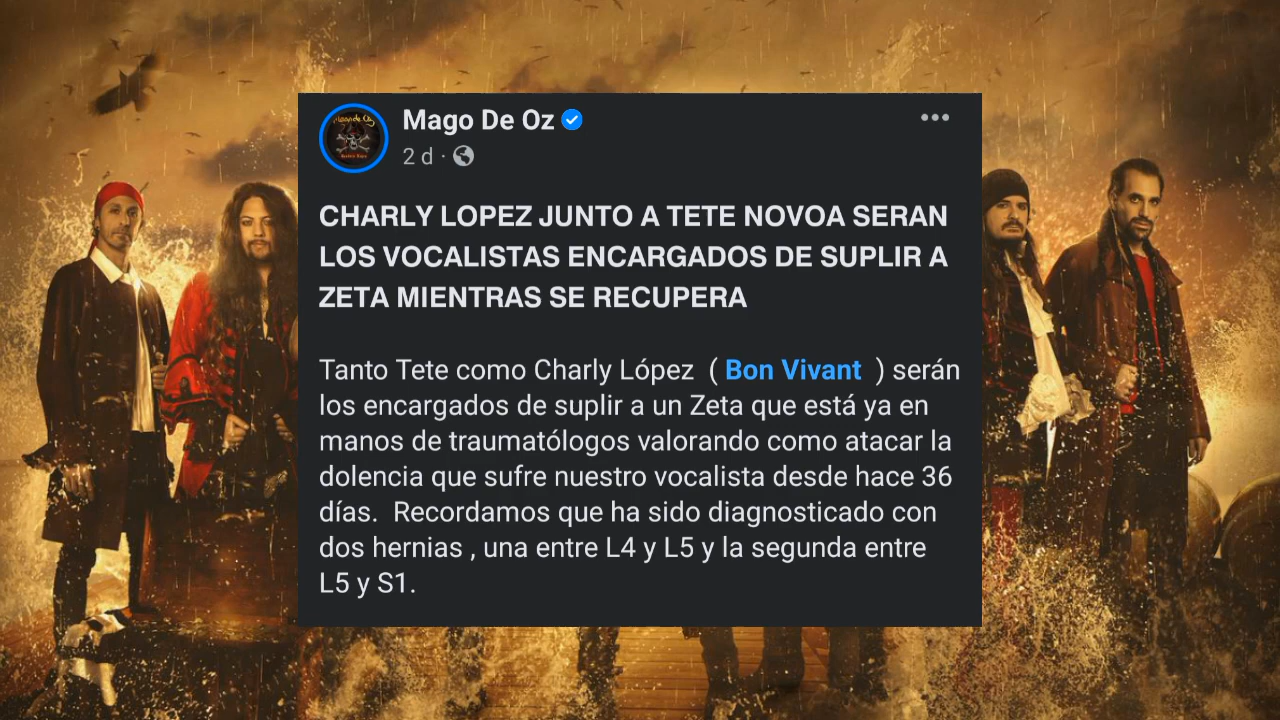 Mago De Oz
2 d ·
CHARLY LOPEZ JUNTO A TETE NOVOA SERAN
LOS VOCALISTAS ENCARGADOS DE SUPLIR A
ZETA MIENTRAS SE RECUPERA
Tanto Tete como Charly López ( Bon Vivant ) serán
los encargados de suplir a un Zeta que está ya en
manos de traumatólogos valorando como atacar la
dolencia que sufre nuestro vocalista desde hace 36
días. Recordamos que ha sido diagnosticado con
dos hernias , una entre L4 y L5 y la segunda entre
L5 y S1.